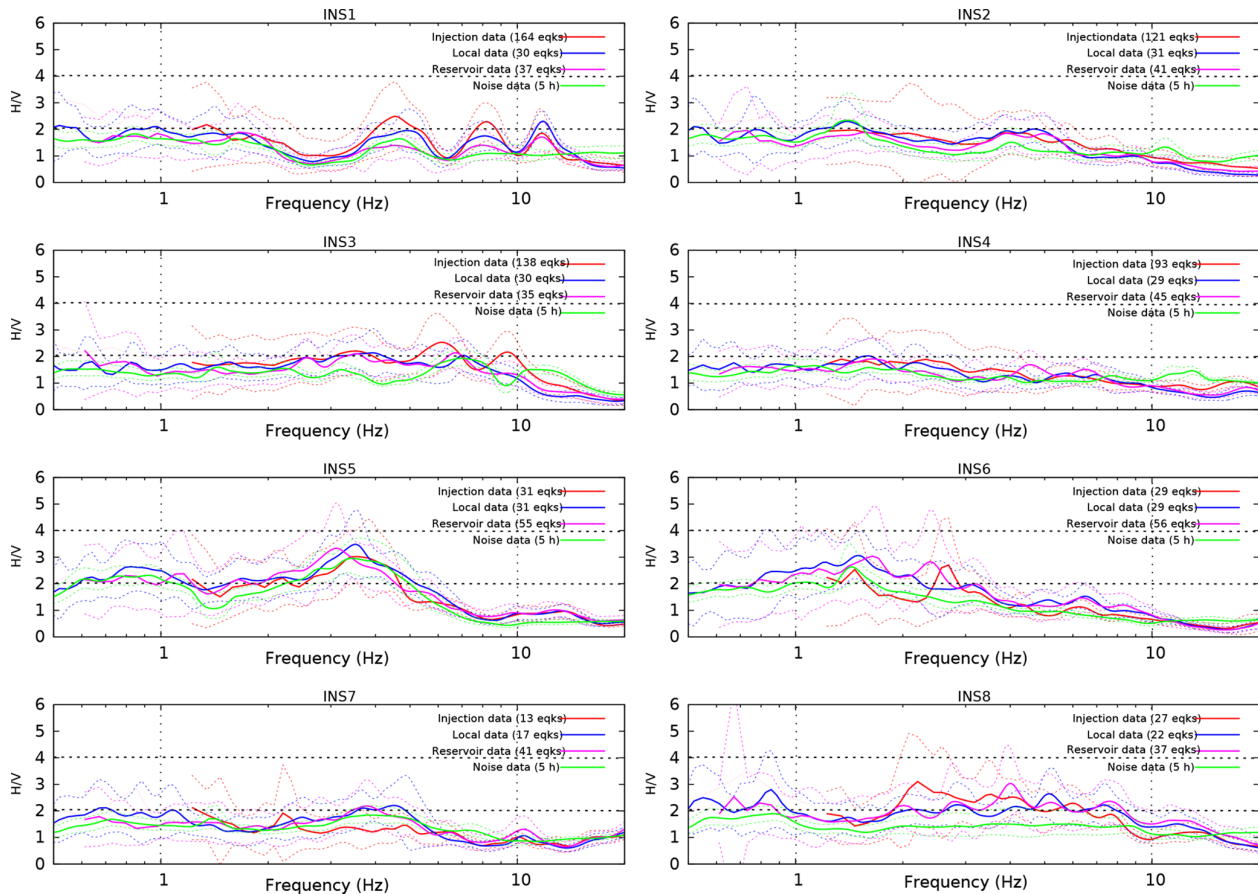 INS1
6
5
4
3
2
1
0
H/V
Injection data (164 eqks)
Local data (30 eqks)
Reservoir data (37 eqks)
Noise data (5 h)
1
10
Frequency (Hz)
INS2
6
5
4
3
2
1
0
H/V
Injectiondata (121 eqks)
Local data (31 eqks)
Reservoir data (41 eqks)
Noise data (5 h)
1
10
Frequency (Hz)
INS3
6
5
4
3
2
1
0
H/V
Injection data (138 eqks)
Local data (30 eqks)
Reservoir data (35 eqks)
Noise data (5 h)
1
10
Frequency (Hz)
INS4
6
5
4
3
2
1
0
H/V
Injection data (93 eqks)
Local data (29 eqks)
Reservoir data (45 eqks)
Noise data (5 h)
1
10
Frequency (Hz)
INS5
6
5
4
3
2
1
0
H/V
Injection data (31 eqks)
Local data (31 eqks)
Reservoir data (55 eqks)
Noise data (5 h)
1
10
Frequency (Hz)
INS6
6
5
4
3
2
1
0
H/V
Injection data (29 eqks)
Local data (29 eqks)
Reservoir data (56 eqks)
Noise data (5 h)
1
10
Frequency (Hz)
INS7
6
5
4
3
2
1
0
H/V
Injection data (13 eqks)
Local data (17 eqks)
Reservoir data (41 eqks)
Noise data (5 h)
1
10
Frequency (Hz)
INS8
6
5
4
3
2
1
0
H/V
Injection data (27 eqks)
Local data (22 eqks)
Reservoir data (37 eqks)
Noise data (5 h)
1
10
Frequency (Hz)